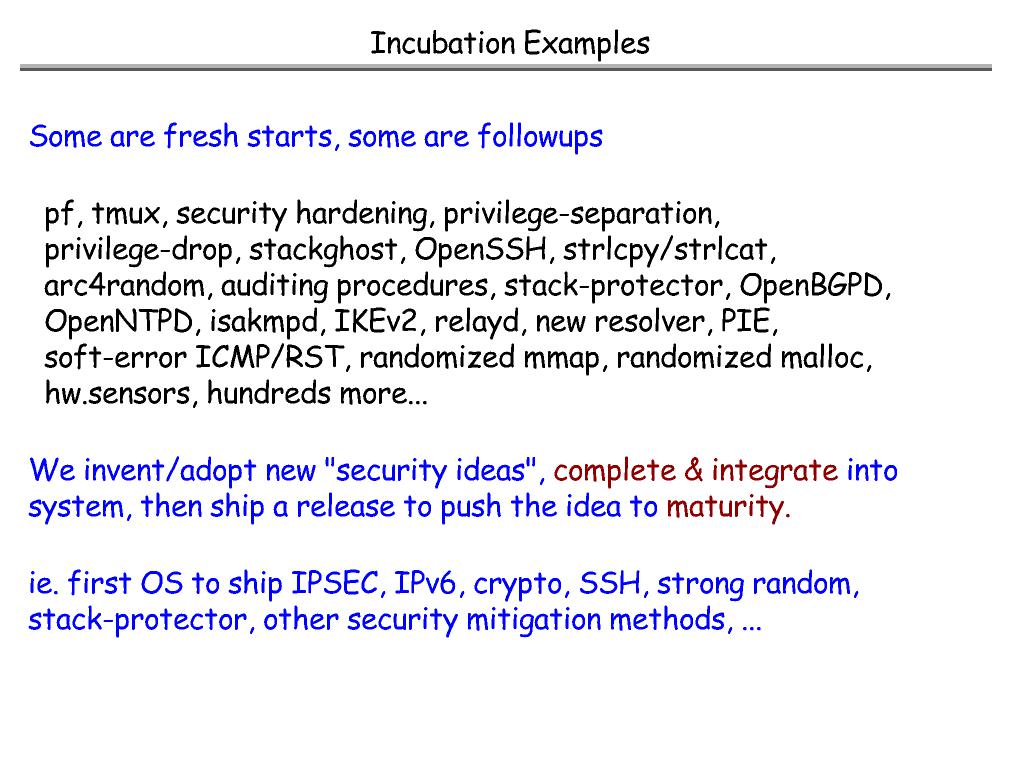 Incubation Examples
Some are fresh starts, some are followups
pf, tmux, security hardening, privilege-separation,
privilege-drop, stackghost, OpenSSH, strlcpy/strlcat,
arc4random, auditing procedures, stack-protector, OpenBGPD,
OpenNTPD, isakmpd, IKEv2, relayd, new resolver, PIE,
soft-error ICMP/RST, randomized mmap, randomized malloc,
hw.sensors, hundreds more...
We invent/adopt new "security ideas", complete & integrate into
system, then ship a release to push the idea to maturity.
ie. first OS to ship IPSEC, IPv6, crypto, SSH, strong random,
stack-protector, other security mitigation methods, ...